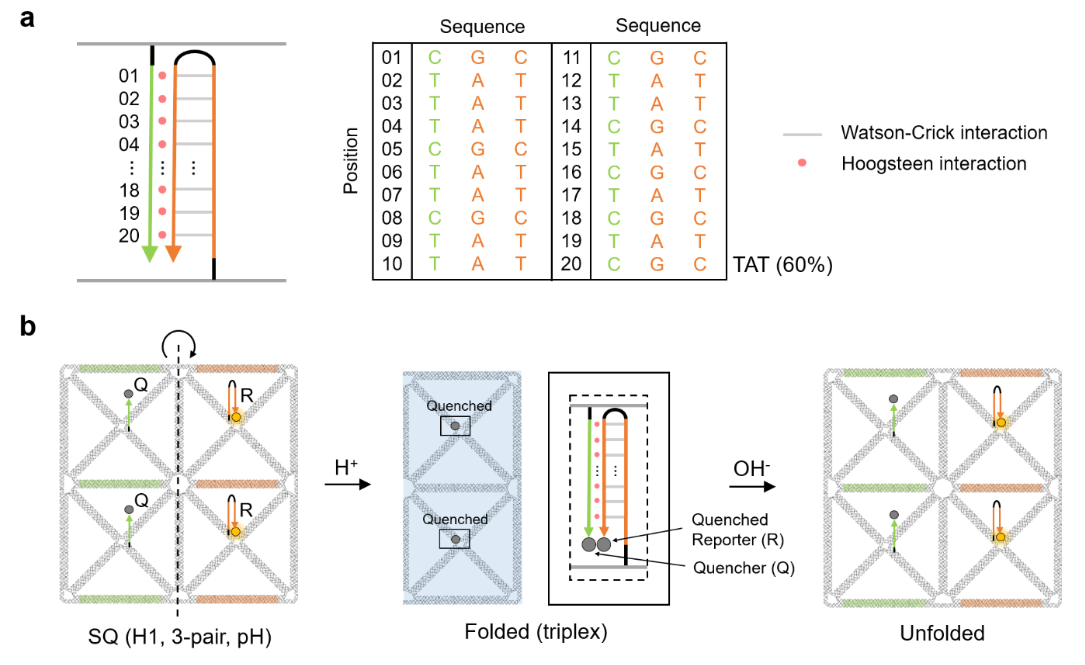 a
Sequence
Sequence
Position
01 C G C 11 C G C
02 T A T 12 T A T
03 T A T 13 T A T
04 T A T 14 C G C
05 C G C 15 T A T
06 T A T 16 C G C
07 T A T 17 T A T
08 C G C 18 C G C
09 T A T 19 T A T
10 T A T 20 C G C
TAT (60%)
01
02
03
04
18
19
20
Watson-Crick interaction
Hoogsteen interaction
b
Q
R
Q
R
SQ (H1, 3-pair, pH)
H+
Quenched
Quenched
Folded (triplex)
Quenched
Reporter (R)
Quencher (Q)
OH-
Unfolded